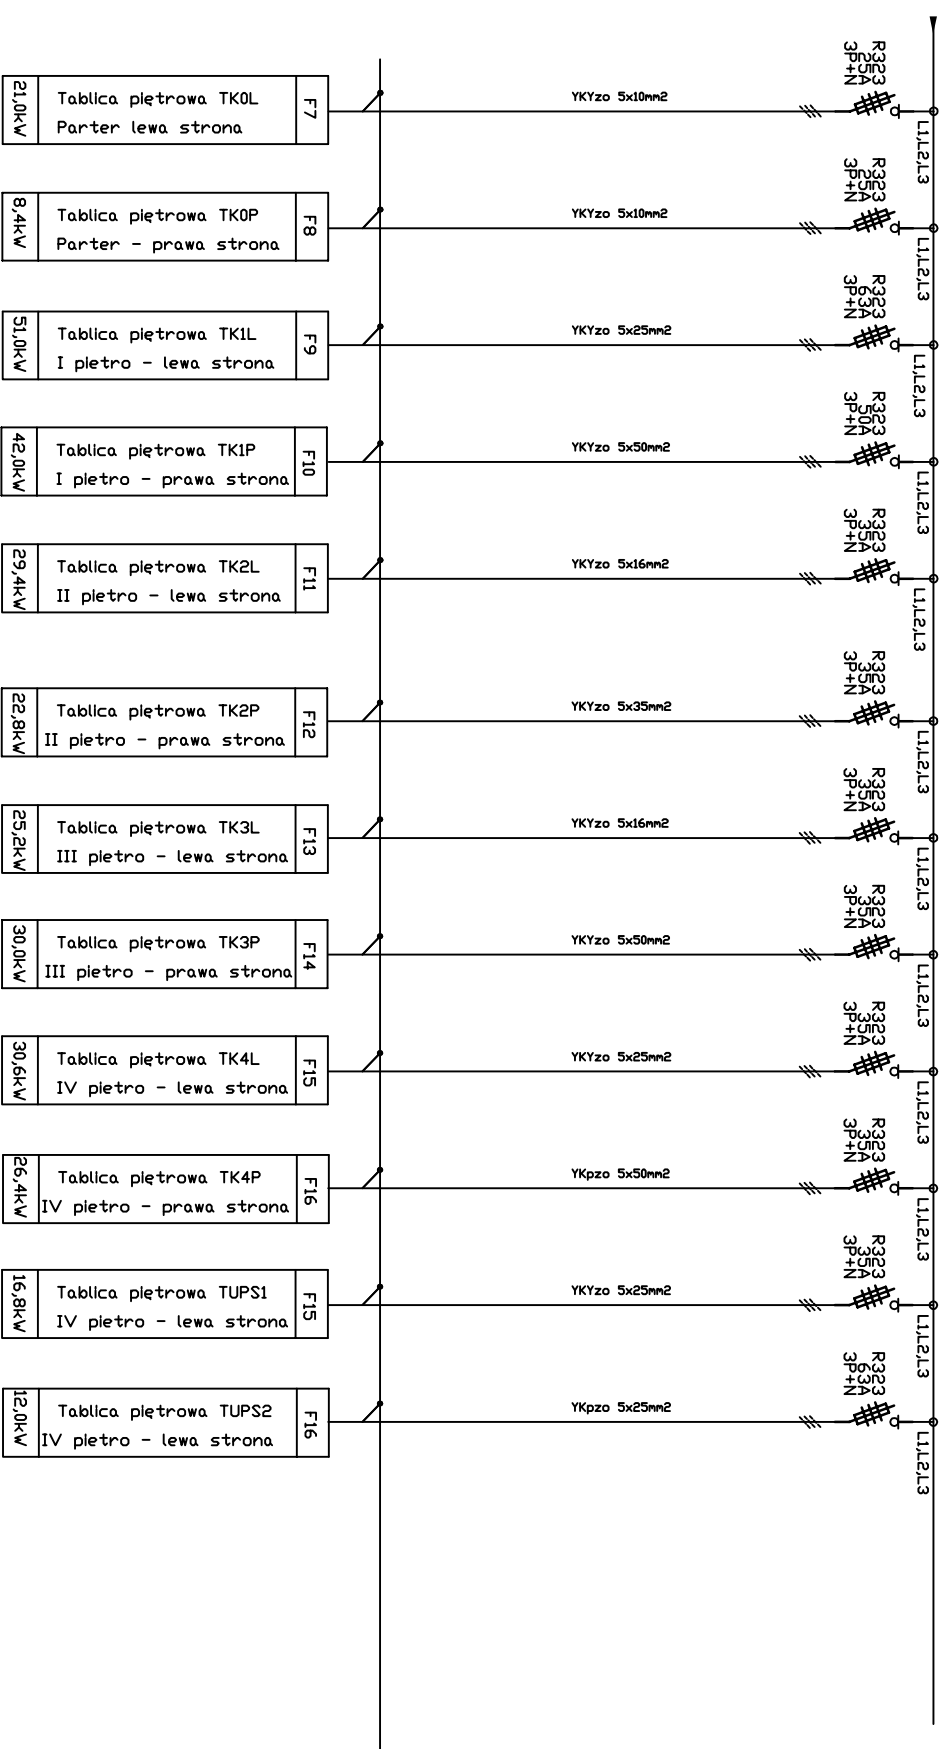 R323
25A
3P+N
L1,L2,L3
YKYzo 5x10mm2
F7
Tablica piętrowa TK0L
Parter lewa strona
21,0kW
R323
25A
3P+N
L1,L2,L3
YKYzo 5x10mm2
F8
Tablica piętrowa TK0P
Parter - prawa strona
8,4kW
R323
63A
3P+N
L1,L2,L3
YKYzo 5x25mm2
F9
Tablica piętrowa TK1L
I pietro - lewa strona
51,0kW
R323
50A
3P+N
L1,L2,L3
YKYzo 5x50mm2
F10
Tablica piętrowa TK1P
I pietro - prawa strona
42,0kW
R323
35A
3P+N
L1,L2,L3
YKYzo 5x16mm2
F11
Tablica piętrowa TK2L
II pietro - lewa strona
29,4kW
R323
35A
3P+N
L1,L2,L3
YKYzo 5x35mm2
F12
Tablica piętrowa TK2P
II pietro - prawa strona
22,8kW
R323
35A
3P+N
L1,L2,L3
YKYzo 5x16mm2
F13
Tablica piętrowa TK3L
III pietro - lewa strona
25,2kW
R323
35A
3P+N
L1,L2,L3
YKYzo 5x50mm2
F14
Tablica piętrowa TK3P
III pietro - prawa strona
30,0kW
R323
35A
3P+N
L1,L2,L3
YKYzo 5x25mm2
F15
Tablica piętrowa TK4L
IV pietro - lewa strona
30,6kW
R323
35A
3P+N
L1,L2,L3
YKpzo 5x50mm2
F16
Tablica piętrowa TK4P
IV pietro - prawa strona
26,4kW
R323
35A
3P+N
L1,L2,L3
YKYzo 5x25mm2
F15
Tablica piętrowa TUPS1
IV pietro - lewa strona
16,8kW
R323
63A
3P+N
L1,L2,L3
YKpzo 5x25mm2
F16
Tablica piętrowa TUPS2
IV pietro - lewa strona
12,0kW